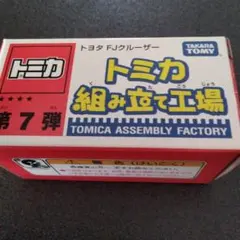 トミカ
トヨタ FJクルーザー
TAKARA TOMY
トミカ
組み立て工場
TOMICA ASSEMBLY FACTORY
第7弾